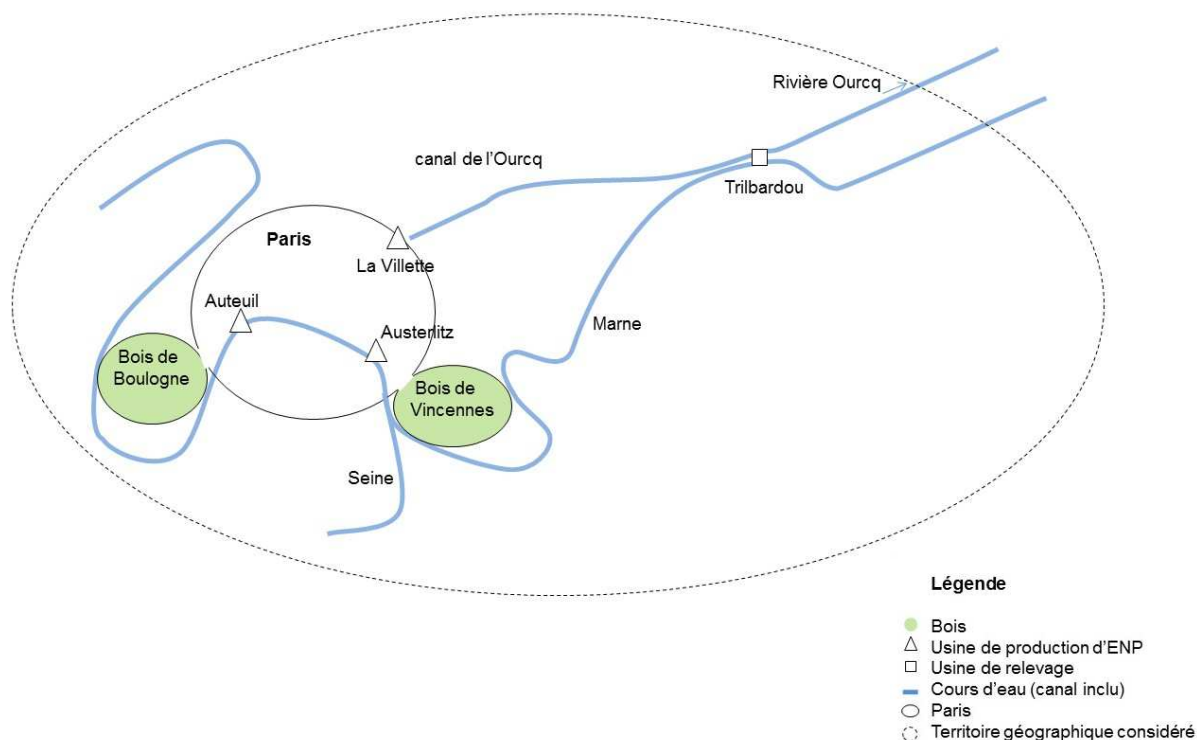 Rivière Ourcq
canal de l'Ourcq
Trilbardou
Paris
La Villette
Auteuil
Austerlitz
Marne
Bois de
Boulogne
Bois de
Vincennes
Seine
Légende
Bois
Usine de production d'ENP
Usine de relevage
Cours d'eau (canal inclu)
Paris
Territoire géographique considéré